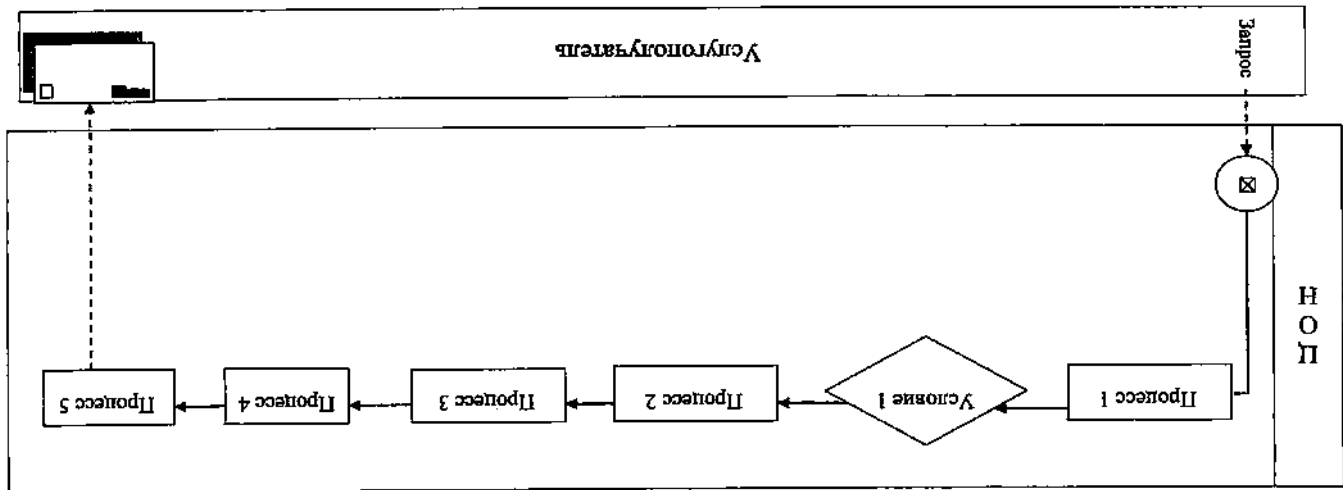 Процесс 1
Условие 1
Процесс 2
Процесс 3
Процесс 4
Процесс 5
Ц
О
Н
Запрос
Услугополучатель